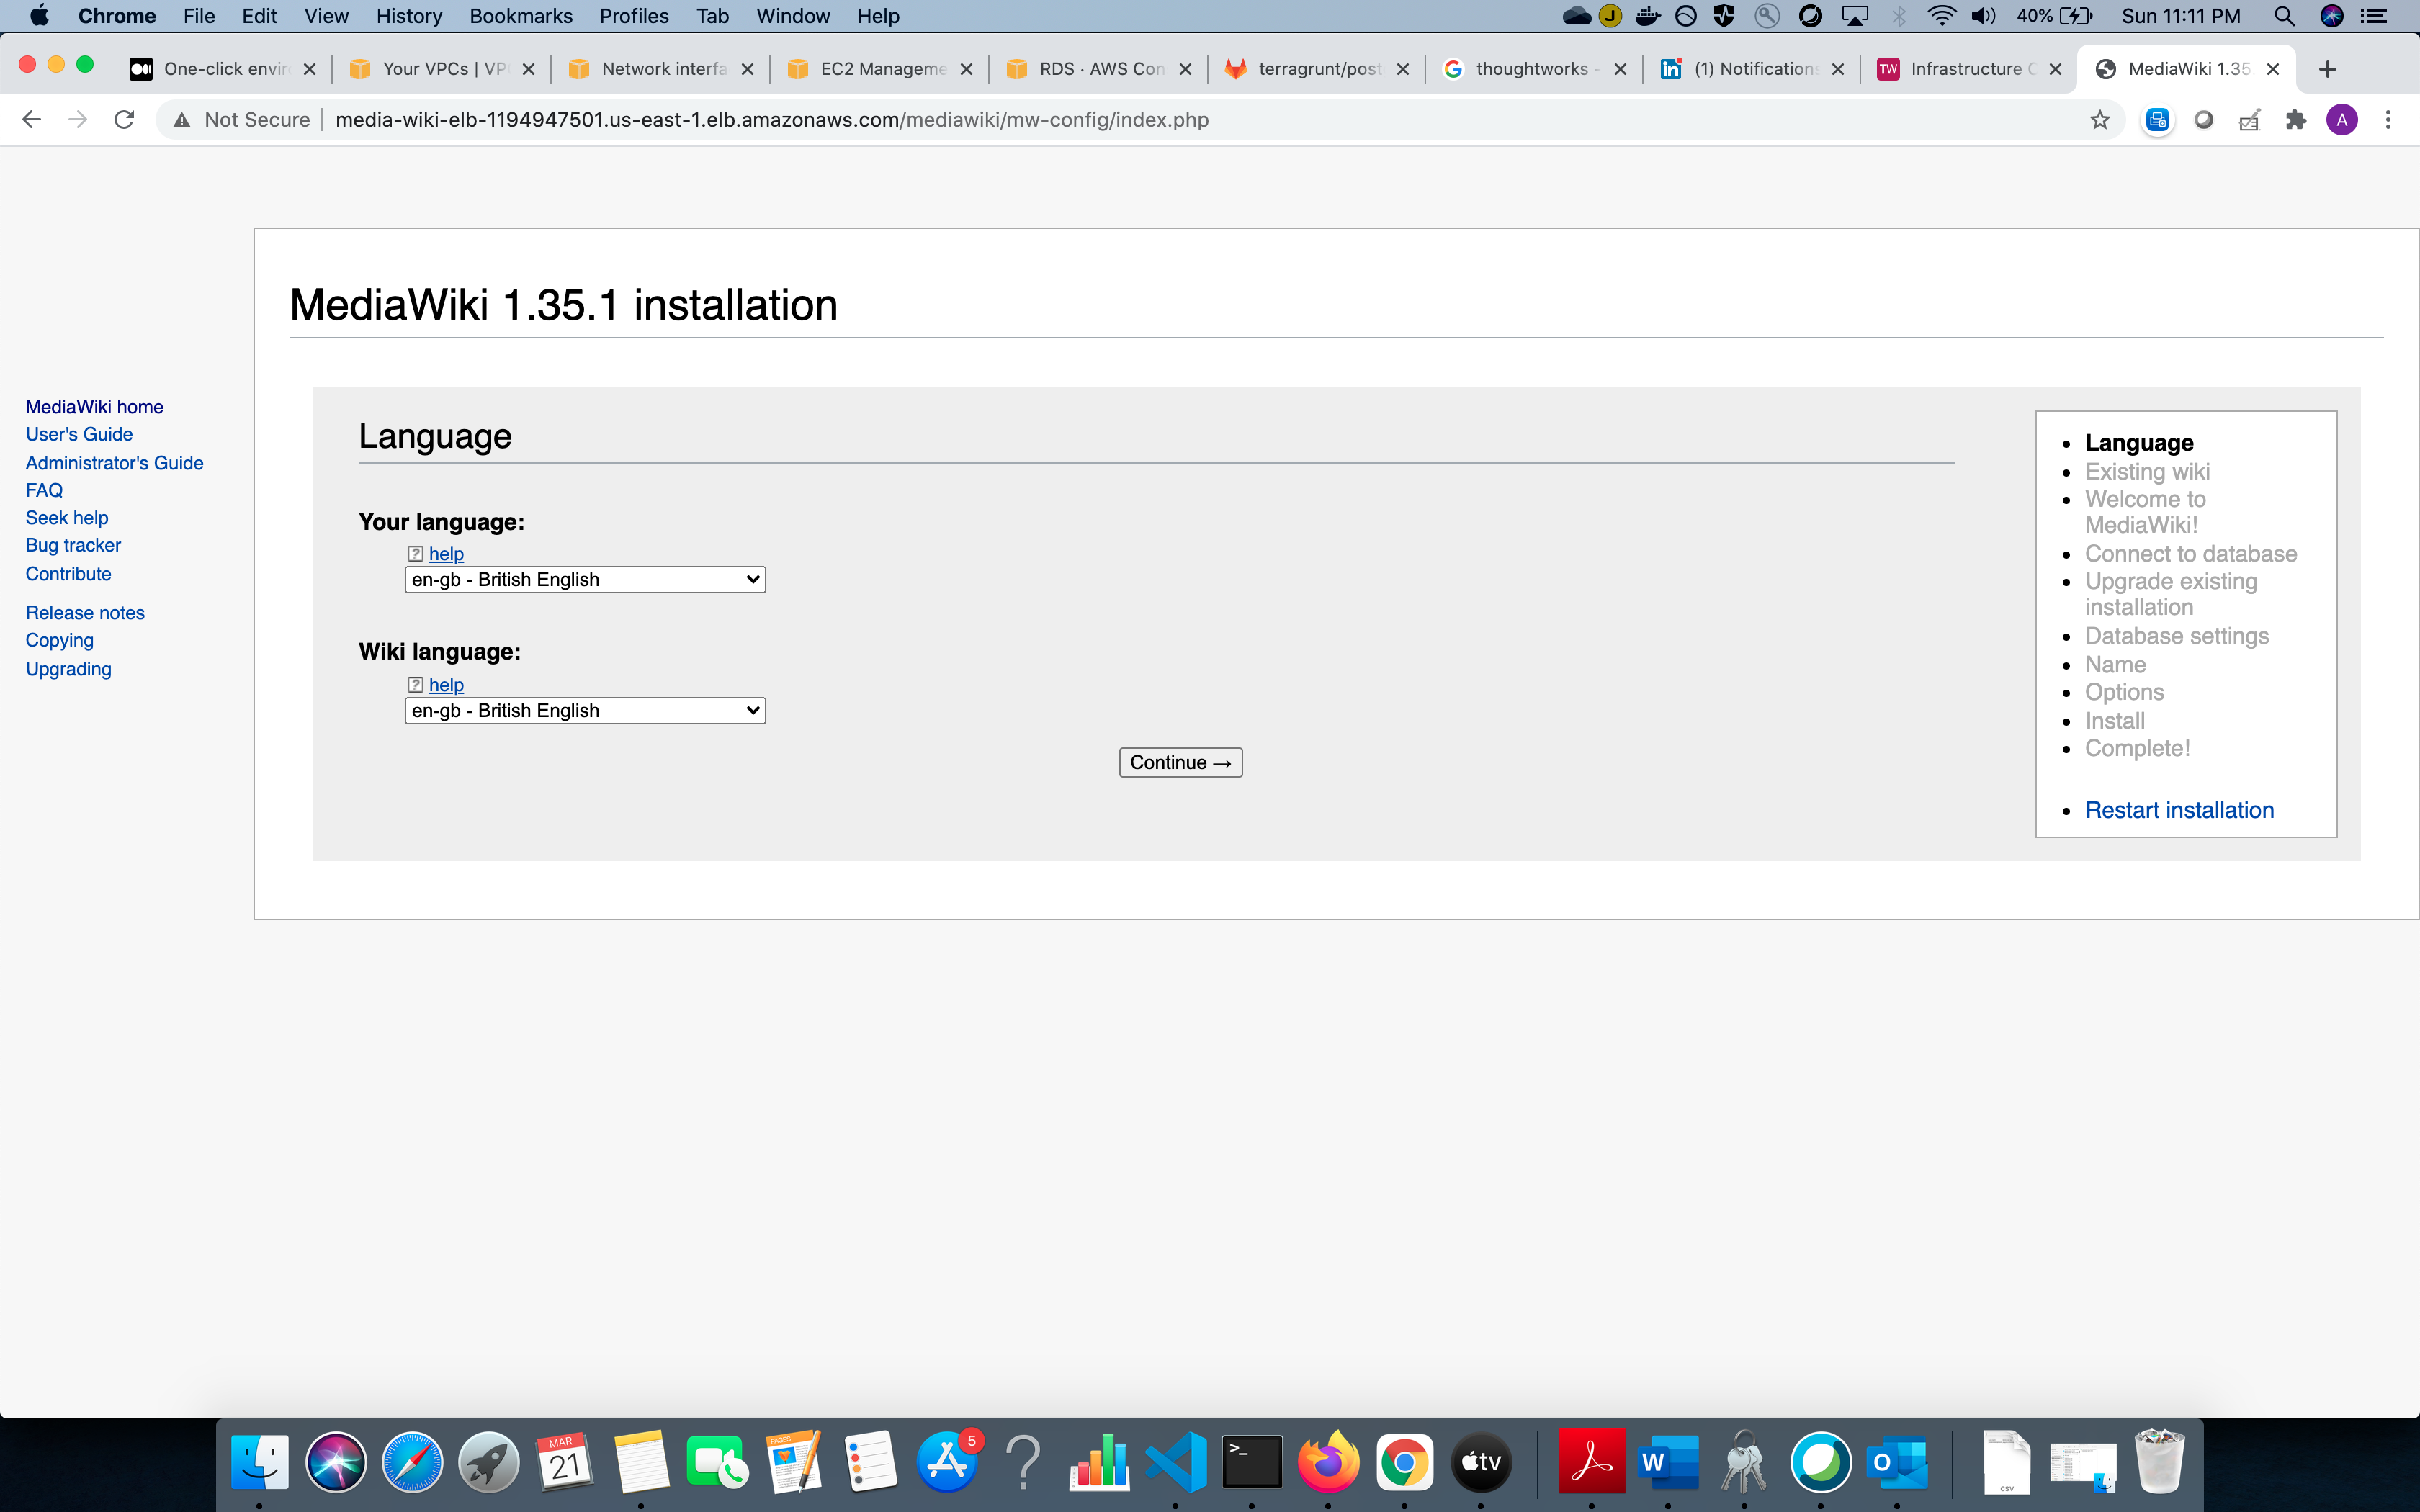 Chrome File Edit View History Bookmarks Profiles Tab Window Help J 40% Sun 11:11 PM
One-click envir Your VPCs | VP Network interfa EC2 Manageme RDS · AWS Con terragrunt/post thoughtworks - (1) Notification TW Infrastructure MediaWiki 1.35
Not Secure media-wiki-elb-1194947501.us-east-1.elb.amazonaws.com/mediawiki/mw-config/index.php A
MediaWiki 1.35.1 installation
MediaWiki home
User's Guide
Administrator's Guide
FAQ
Seek help
Bug tracker
Contribute
Release notes
Copying
Upgrading
Language
Your language:
? help
en-gb - British English
Wiki language:
? help
en-gb - British English
Continue →
Language
Existing wiki
Welcome to
MediaWiki!
Connect to database
Upgrade existing
installation
Database settings
Name
Options
Install
Complete!
Restart installation
MAR
21
PAGES
5
tv
W
O
CSV